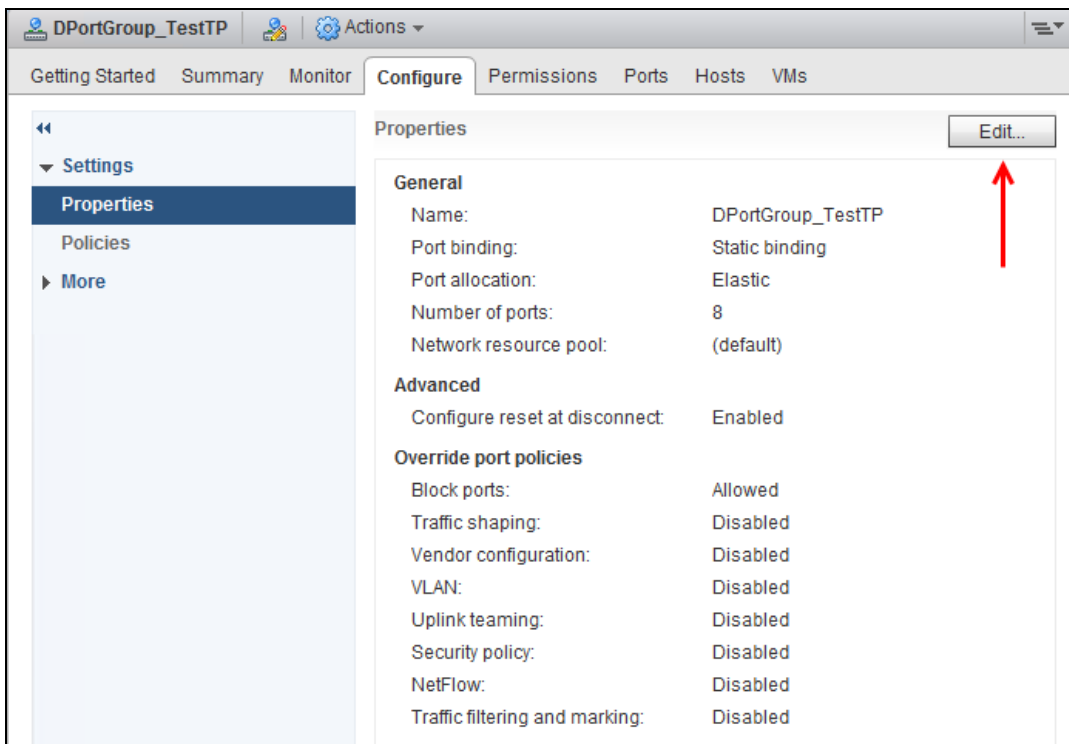 DPortGroup_TestTP Actions
Getting Started Summary Monitor Configure Permissions Ports Hosts VMs
Settings
Properties
Policies
More
Properties Edit...
General
Name: DPortGroup_TestTP
Port binding: Static binding
Port allocation: Elastic
Number of ports: 8
Network resource pool: (default)
Advanced
Configure reset at disconnect: Enabled
Override port policies
Block ports: Allowed
Traffic shaping: Disabled
Vendor configuration: Disabled
VLAN: Disabled
Uplink teaming: Disabled
Security policy: Disabled
NetFlow: Disabled
Traffic filtering and marking: Disabled